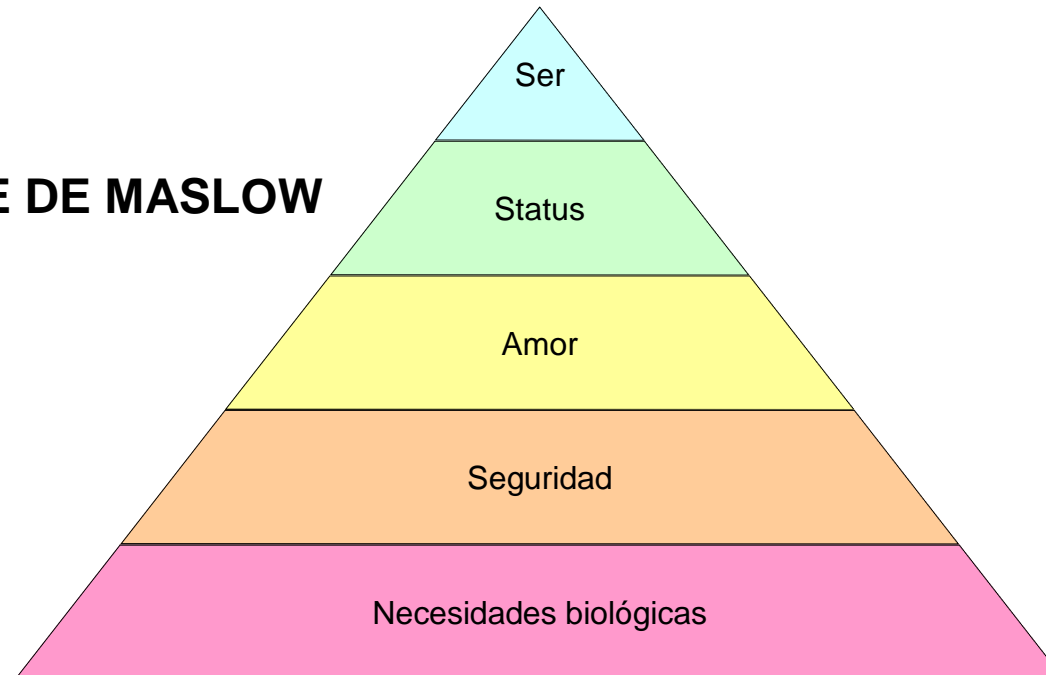 Ser
E DE MASLOW
Status
Amor
Seguridad
Necesidades biológicas